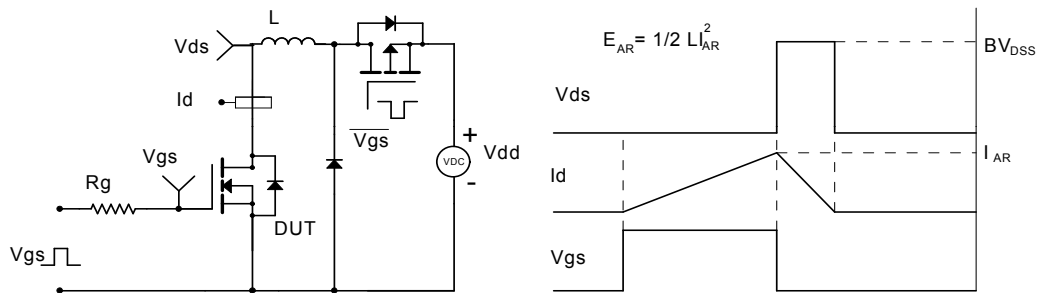 L
Vds
Id
Vgs
Rg
DUT
Vgs
Vgs
+
VDC
-
Vdd
E_AR = 1/2 LI_AR^2
Vds
BV_DSS
Id
I_AR
Vgs